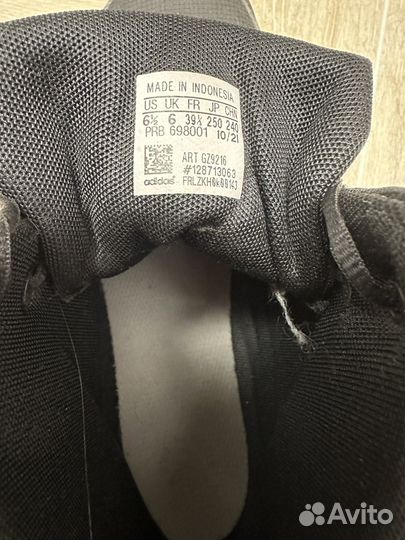 MADE IN INDONESIA
US UK FR JP CHN
6½ 6 39⅓ 250 240
PRB 698001 10/21
ART GZ9216
#128713063
adidas
Avito